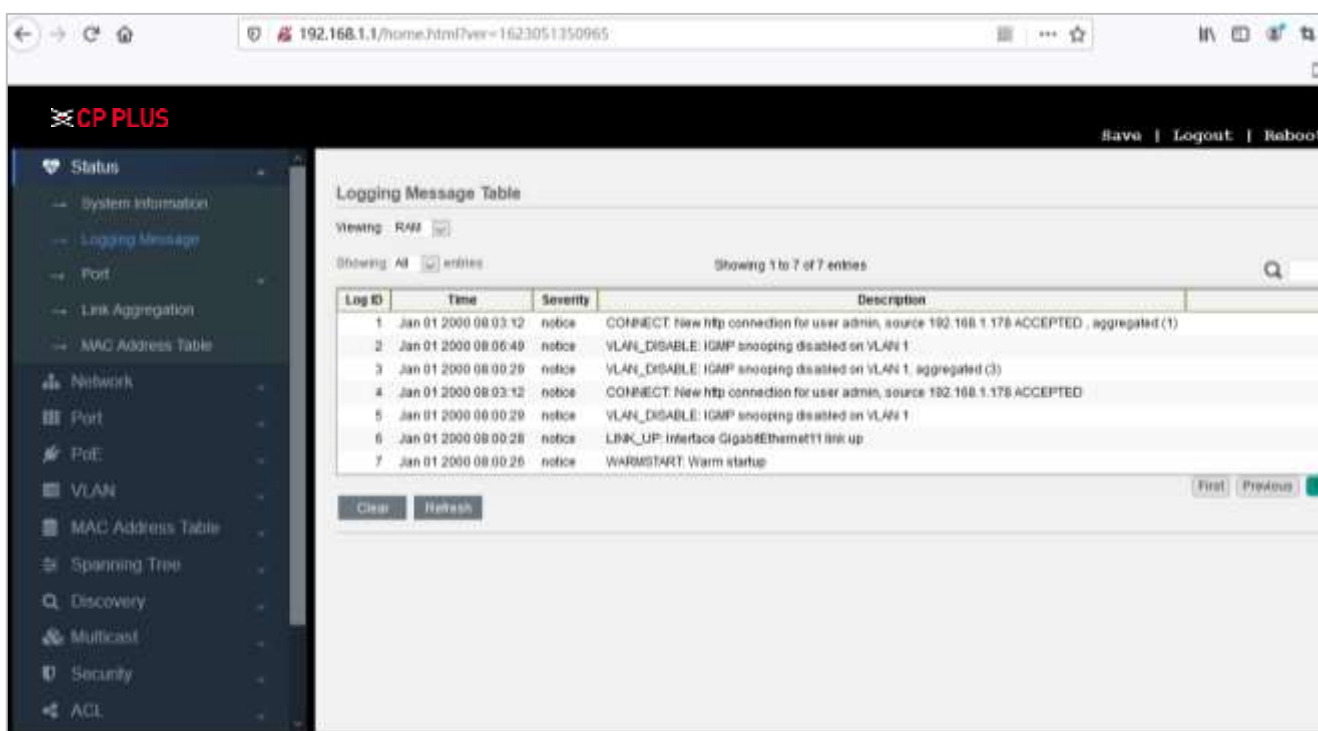 192.168.1.1/home.html?ver=1623051350965
CP PLUS
Save | Logout | Reboot
Status
System Information
Logging Message
Port
Link Aggregation
MAC Address Table
Network
Port
PoE
VLAN
MAC Address Table
Spanning Tree
Discovery
Multicast
Security
ACL
Logging Message Table
Viewing RAM
Showing All entries
Showing 1 to 7 of 7 entries
Log ID Time Severity Description
1 Jan 01 2000 08:03:12 notice CONNECT: New http connection for user admin, source 192.168.1.178 ACCEPTED , aggregated (1)
2 Jan 01 2000 08:06:49 notice VLAN_DISABLE: IGMP snooping disabled on VLAN 1
3 Jan 01 2000 08:00:29 notice VLAN_DISABLE: IGMP snooping disabled on VLAN 1, aggregated (3)
4 Jan 01 2000 08:03:12 notice CONNECT: New http connection for user admin, source 192.168.1.178 ACCEPTED
5 Jan 01 2000 08:00:29 notice VLAN_DISABLE: IGMP snooping disabled on VLAN 1
6 Jan 01 2000 08:00:28 notice LINK_UP: Interface GigabitEthernet11 link up
7 Jan 01 2000 08:00:26 notice WARMSTART: Warm startup
First Previous
Clear Refresh